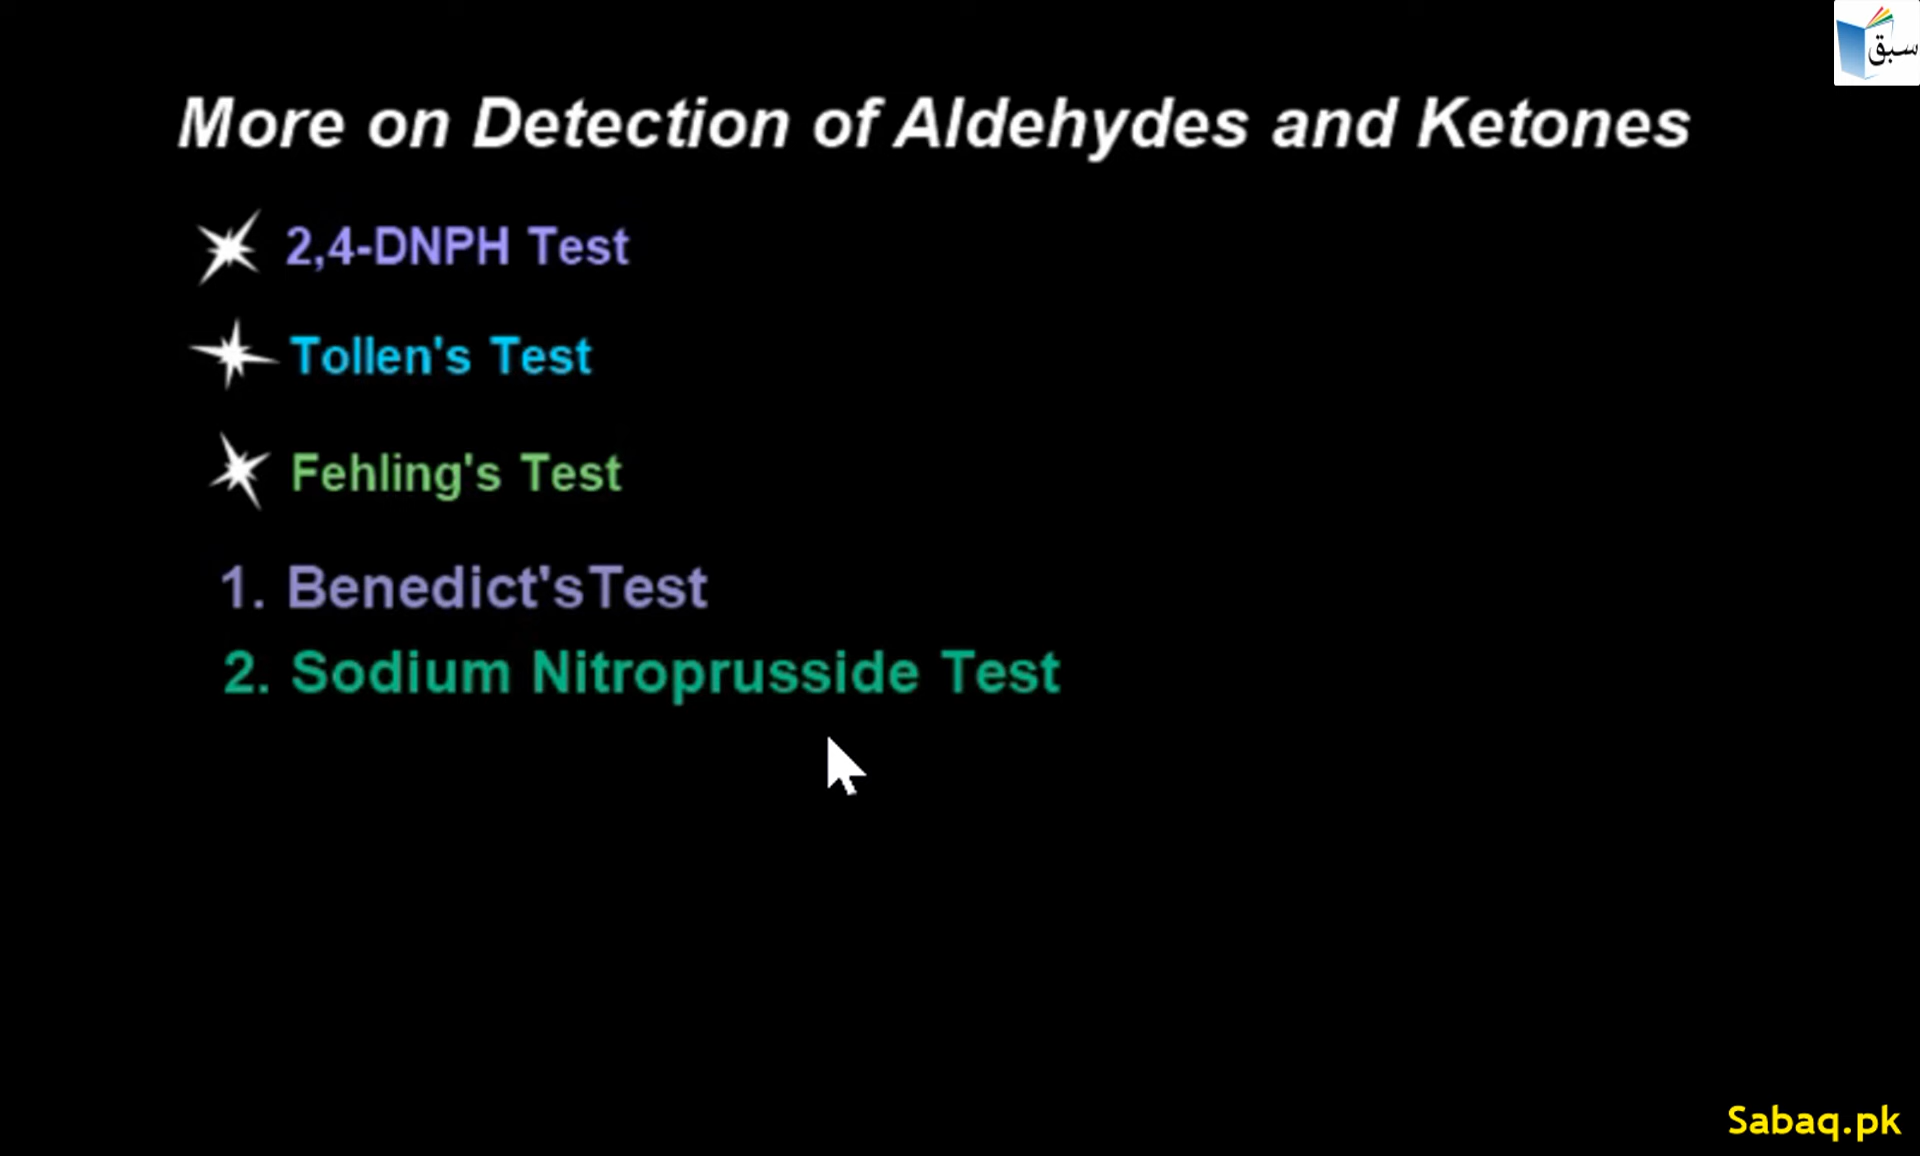 سبق
More on Detection of Aldehydes and Ketones
2,4-DNPH Test
Tollen's Test
Fehling's Test
1. Benedict's Test
2. Sodium Nitroprusside Test
Sabaq.pk